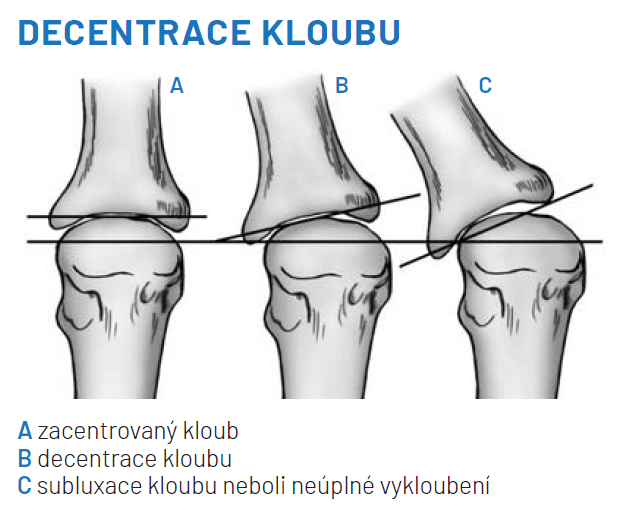 DECENTRACE KLOUBU
A
B
C
A zacentrovaný kloub
B decentrace kloubu
C subluxace kloubu neboli neúplné vykloubení